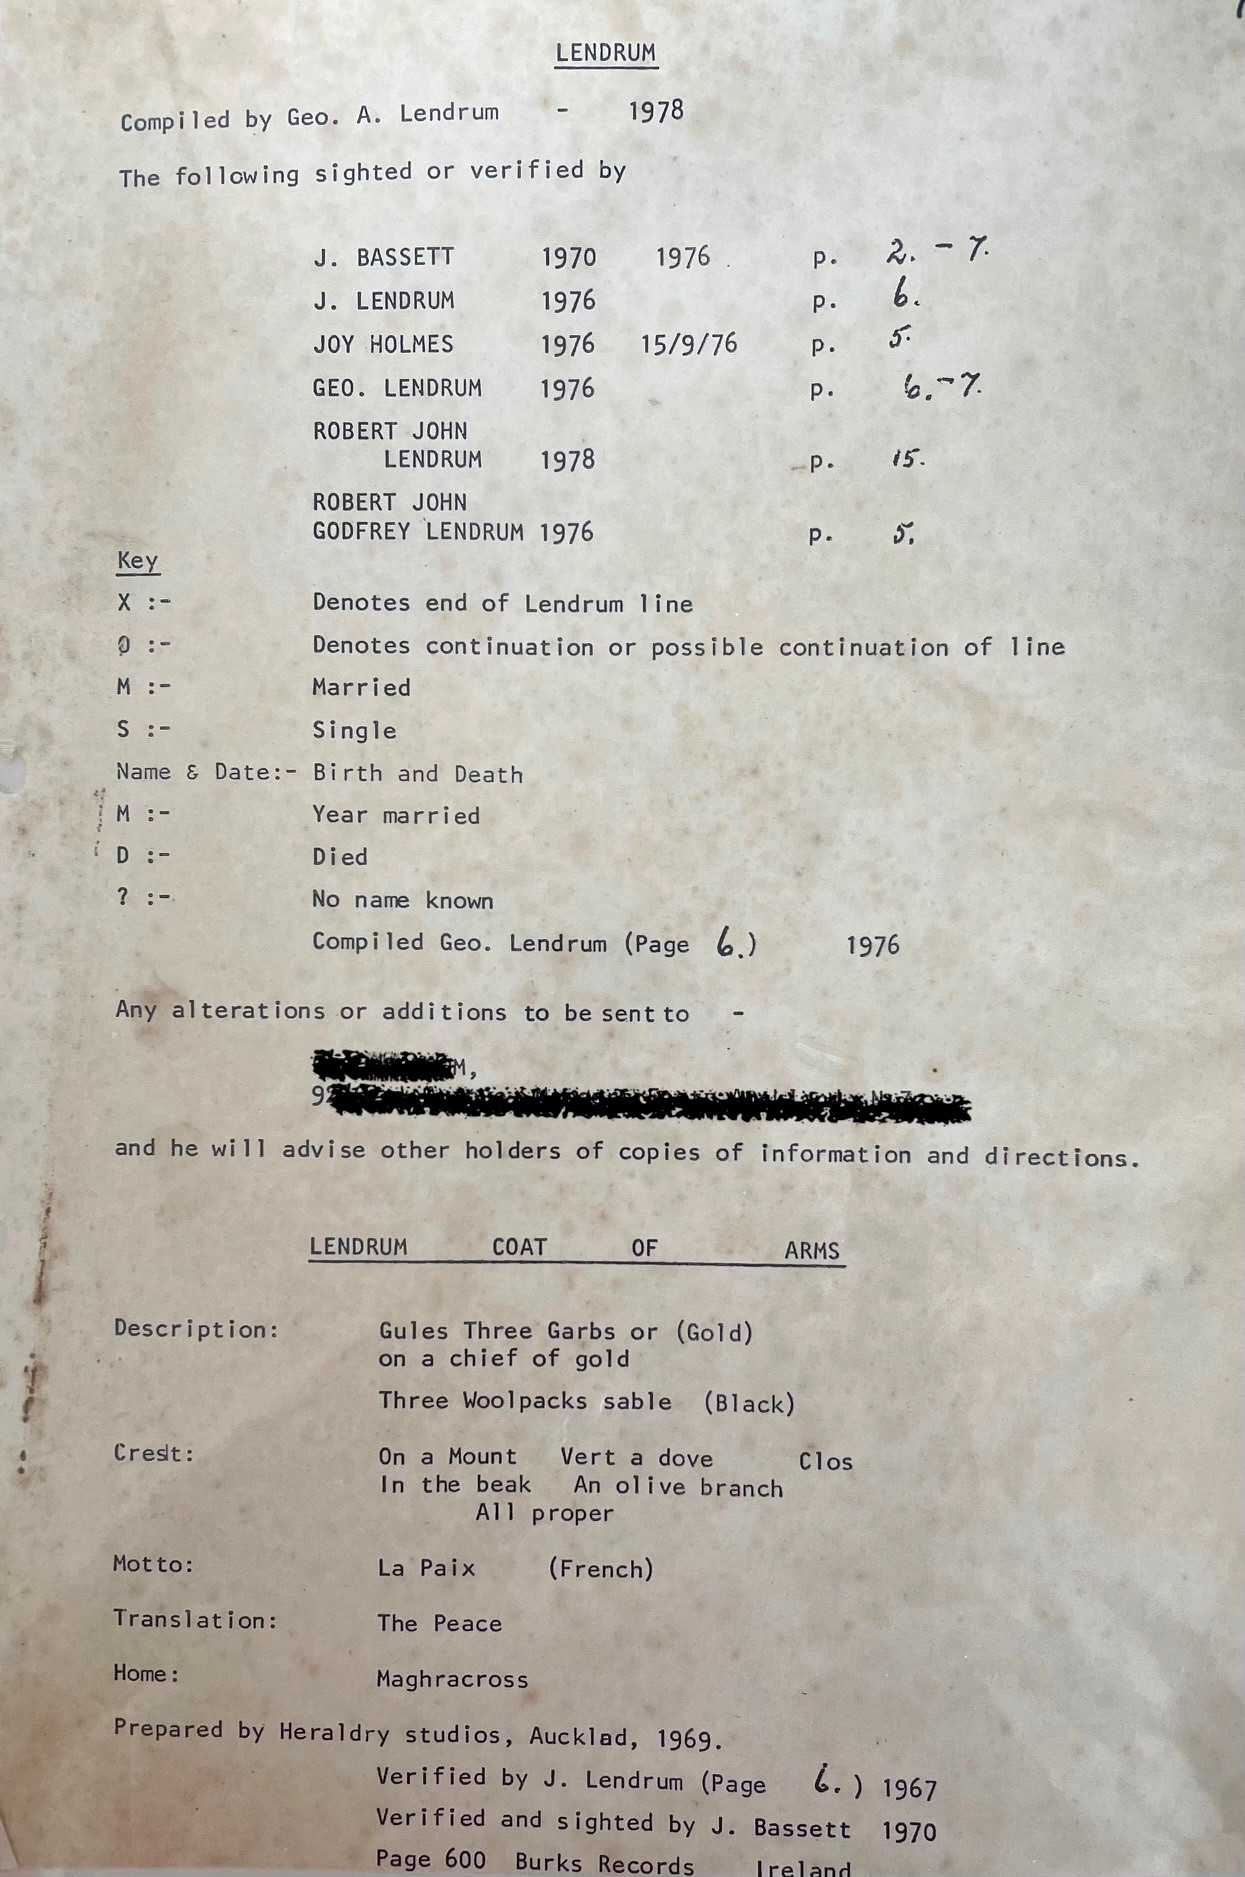 LENDRUM
Compiled by Geo. A. Lendrum - 1978
The following sighted or verified by
J. BASSETT 1970 1976 p. 2. - 7.
J. LENDRUM 1976 p. 6.
JOY HOLMES 1976 15/9/76 p. 5.
GEO. LENDRUM 1976 p. 6.-7.
ROBERT JOHN
LENDRUM 1978 p. 15.
ROBERT JOHN
GODFREY LENDRUM 1976 p. 5.
Key
X :- Denotes end of Lendrum line
O :- Denotes continuation or possible continuation of line
M :- Married
S :- Single
Name & Date:- Birth and Death
M :- Year married
D :- Died
? :- No name known
Compiled Geo. Lendrum (Page 6.) 1976
Any alterations or additions to be sent to -
M,
9
and he will advise other holders of copies of information and directions.
LENDRUM COAT OF ARMS
Description: Gules Three Garbs or (Gold)
on a chief of gold
Three Woolpacks sable (Black)
Crest: On a Mount Vert a dove Clos
In the beak An olive branch
All proper
Motto: La Paix (French)
Translation: The Peace
Home: Maghracross
Prepared by Heraldry studios, Aucklad, 1969.
Verified by J. Lendrum (Page 6.) 1967
Verified and sighted by J. Bassett 1970
Page 600 Burks Records Ireland